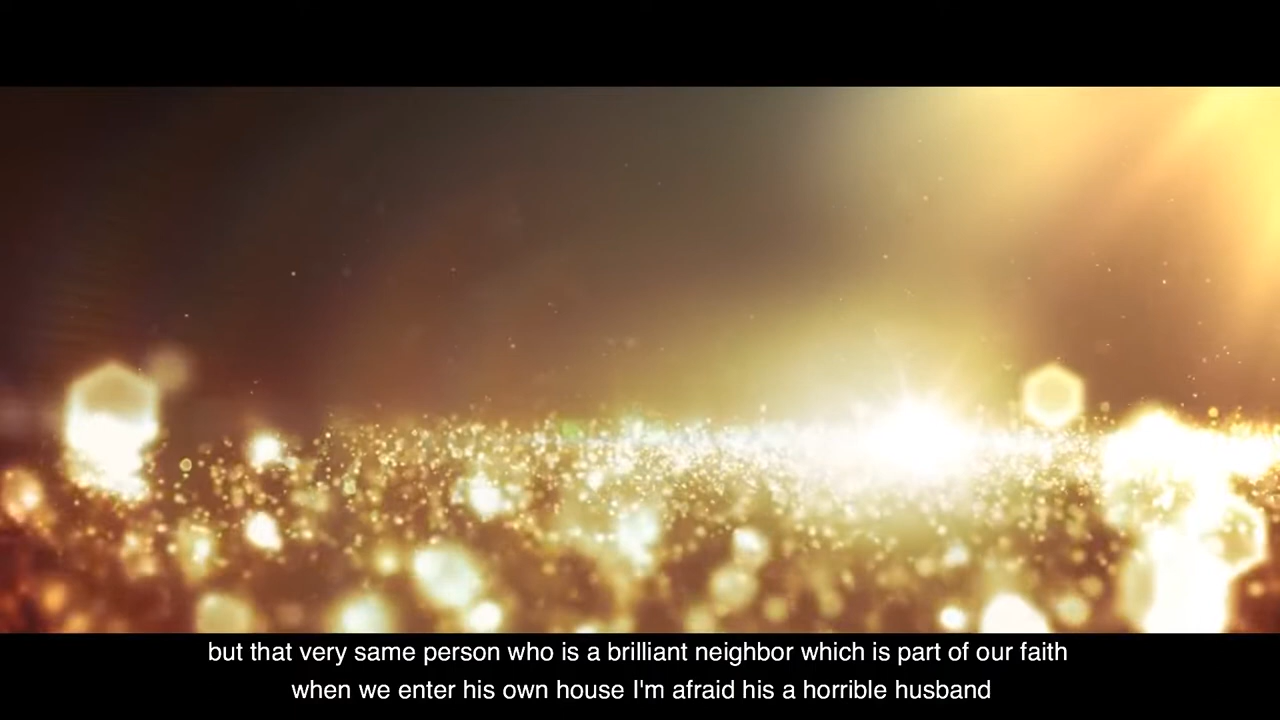 but that very same person who is a brilliant neighbor which is part of our faith
when we enter his own house I'm afraid his a horrible husband